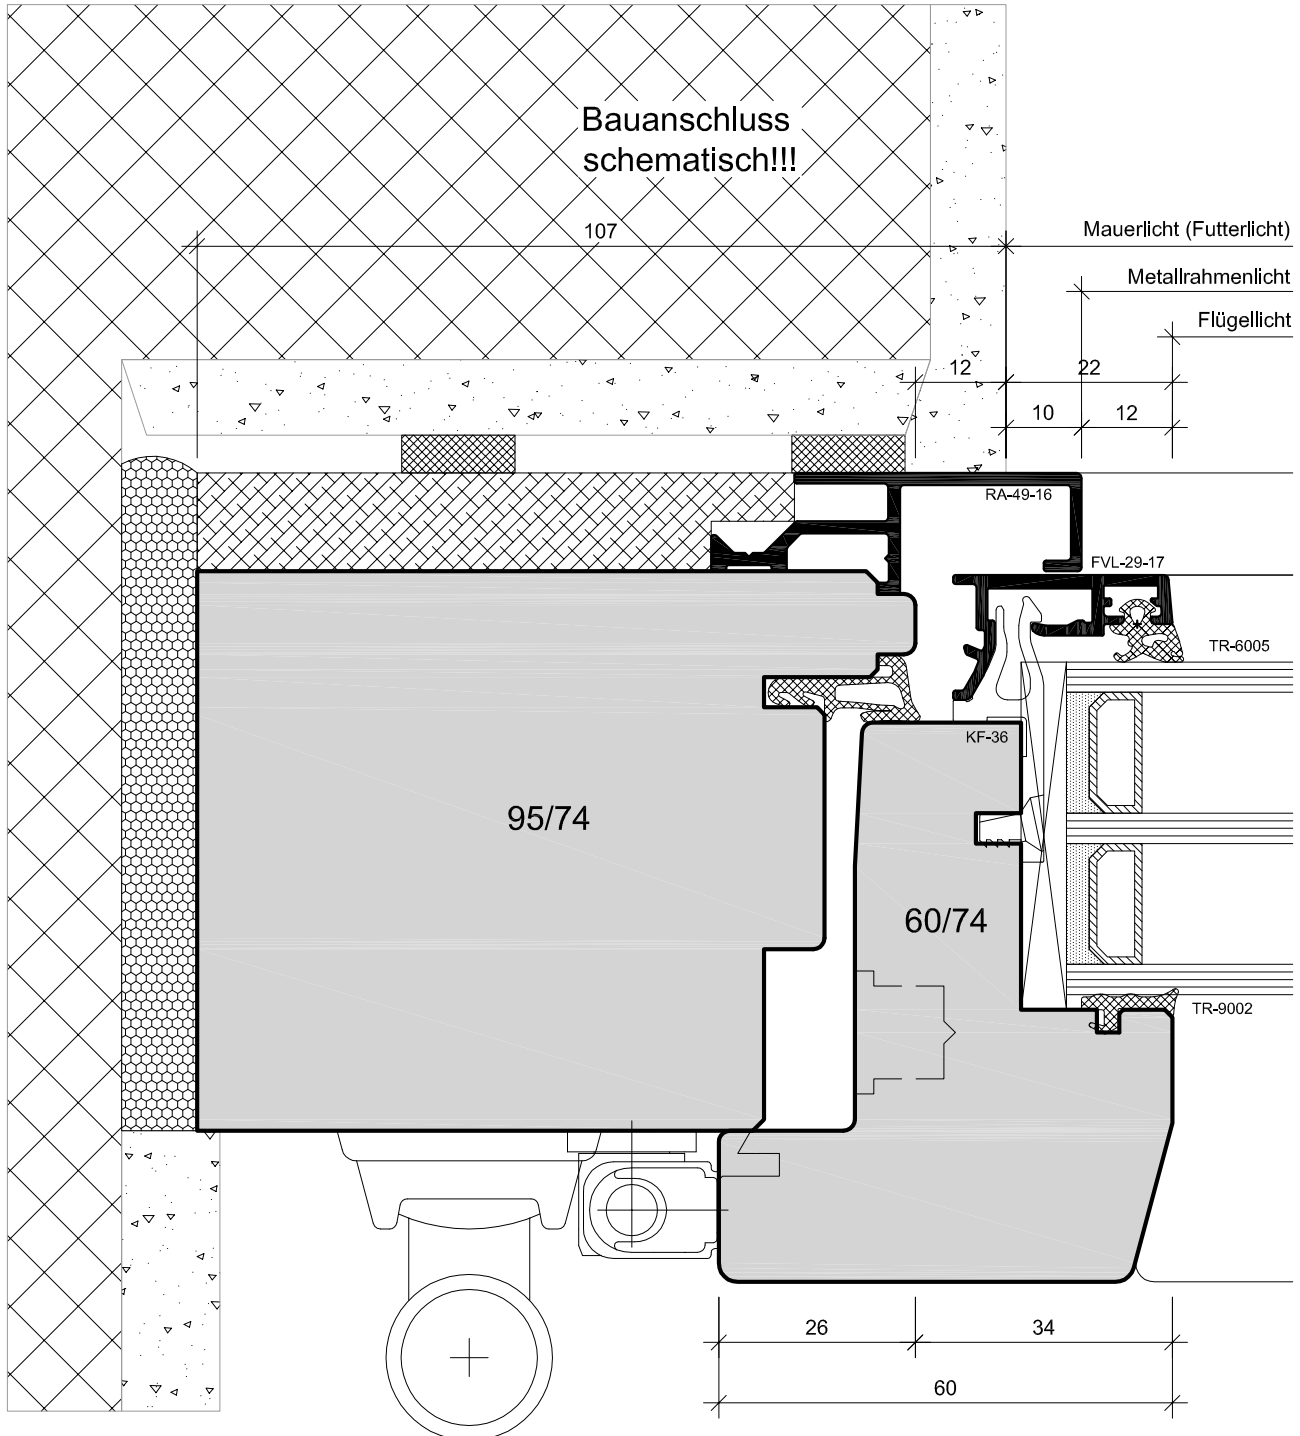 Bauanschluss
schematisch!!!
107
Mauerlicht (Futterlicht)
Metallrahmenlicht
Flügellicht
12
22
10
12
RA-49-16
FVL-29-17
TR-6005
KF-36
95/74
60/74
TR-9002
26
34
60